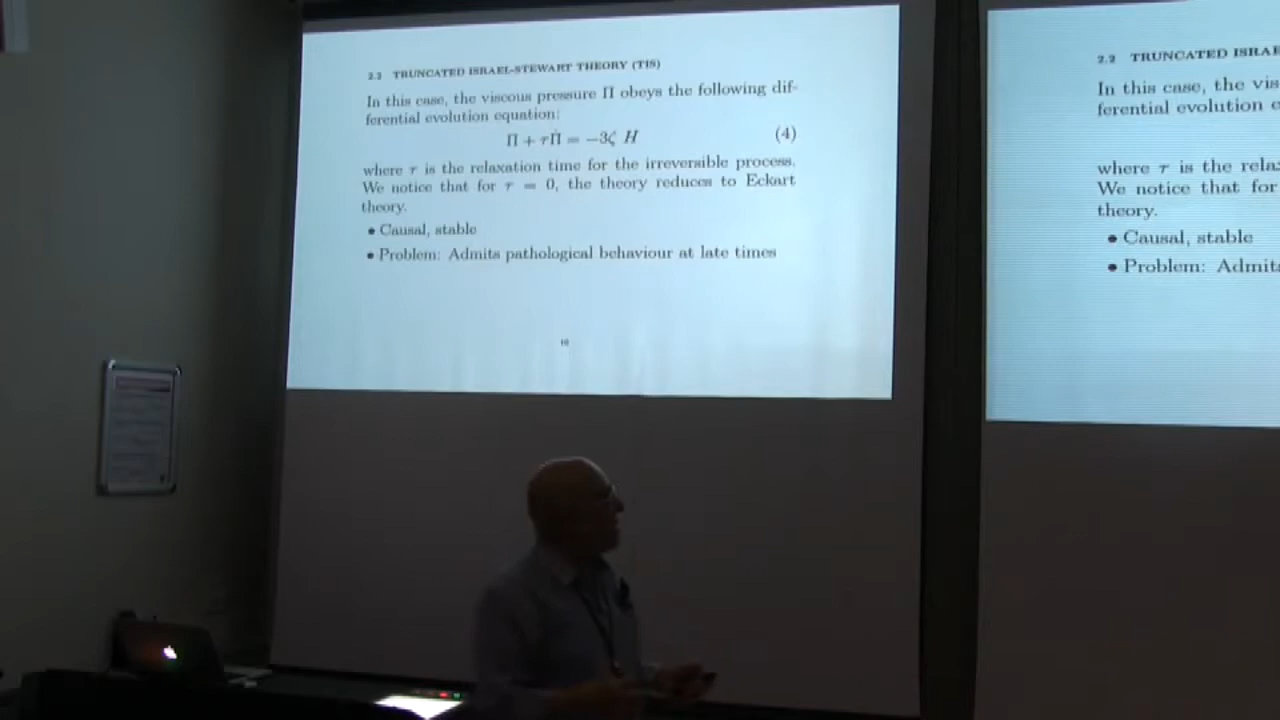 2.2 TRUNCATED ISRAEL-STEWART THEORY (TIS)
In this case, the viscous pressure Π obeys the following dif-
ferential evolution equation:
Π + τΠ̇ = −3ζ H (4)
where τ is the relaxation time for the irreversible process.
We notice that for τ = 0, the theory reduces to Eckart
theory.
• Causal, stable
• Problem: Admits pathological behaviour at late times
10
2.2 TRUNCATED ISRAE
In this case, the vis
ferential evolution e
where τ is the relax
We notice that for
theory.
• Causal, stable
• Problem: Admits